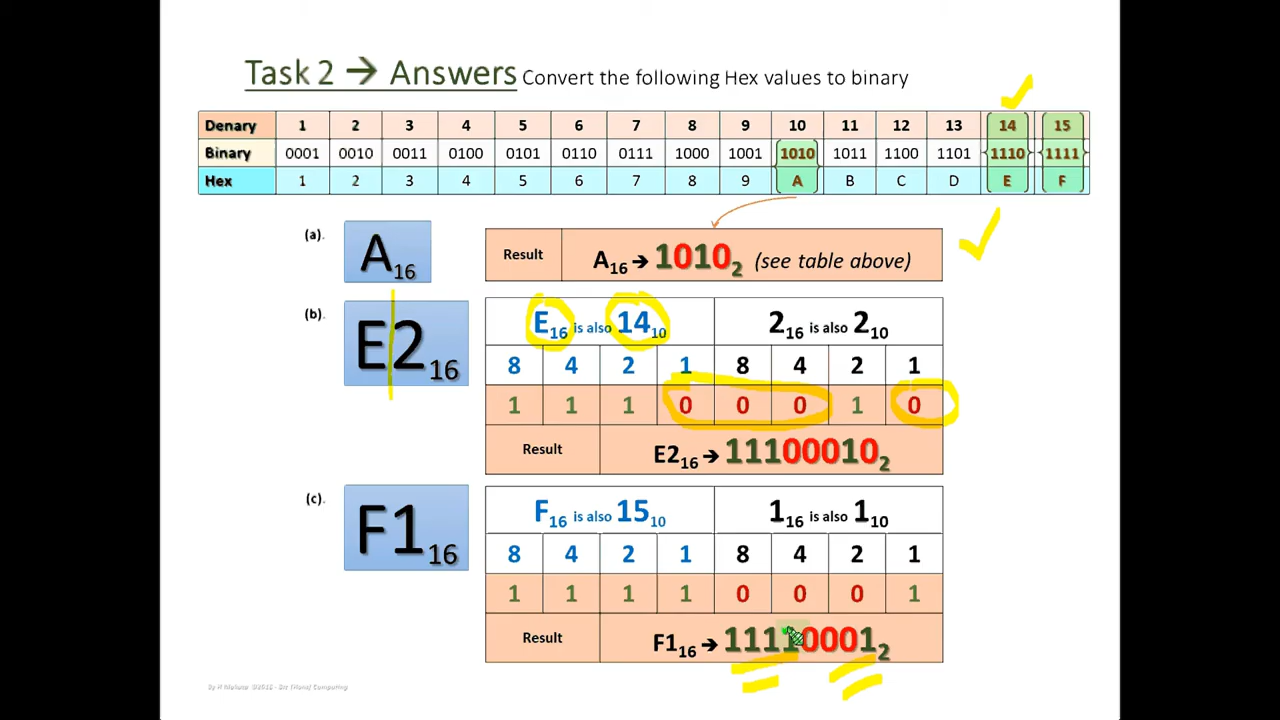 Task 2 → Answers Convert the following Hex values to binary
Denary 1 2 3 4 5 6 7 8 9 10 11 12 13 14 15
Binary 0001 0010 0011 0100 0101 0110 0111 1000 1001 1010 1011 1100 1101 1110 1111
Hex 1 2 3 4 5 6 7 8 9 A B C D E F
(a). A16 Result A16 → 10102 (see table above)
(b). E216 E16 is also 1410 216 is also 210
8 4 2 1 8 4 2 1
1 1 1 0 0 0 1 0
Result E216 → 111000102
(c). F116 F16 is also 1510 116 is also 110
8 4 2 1 8 4 2 1
1 1 1 1 0 0 0 1
Result F116 → 111100012
Computing